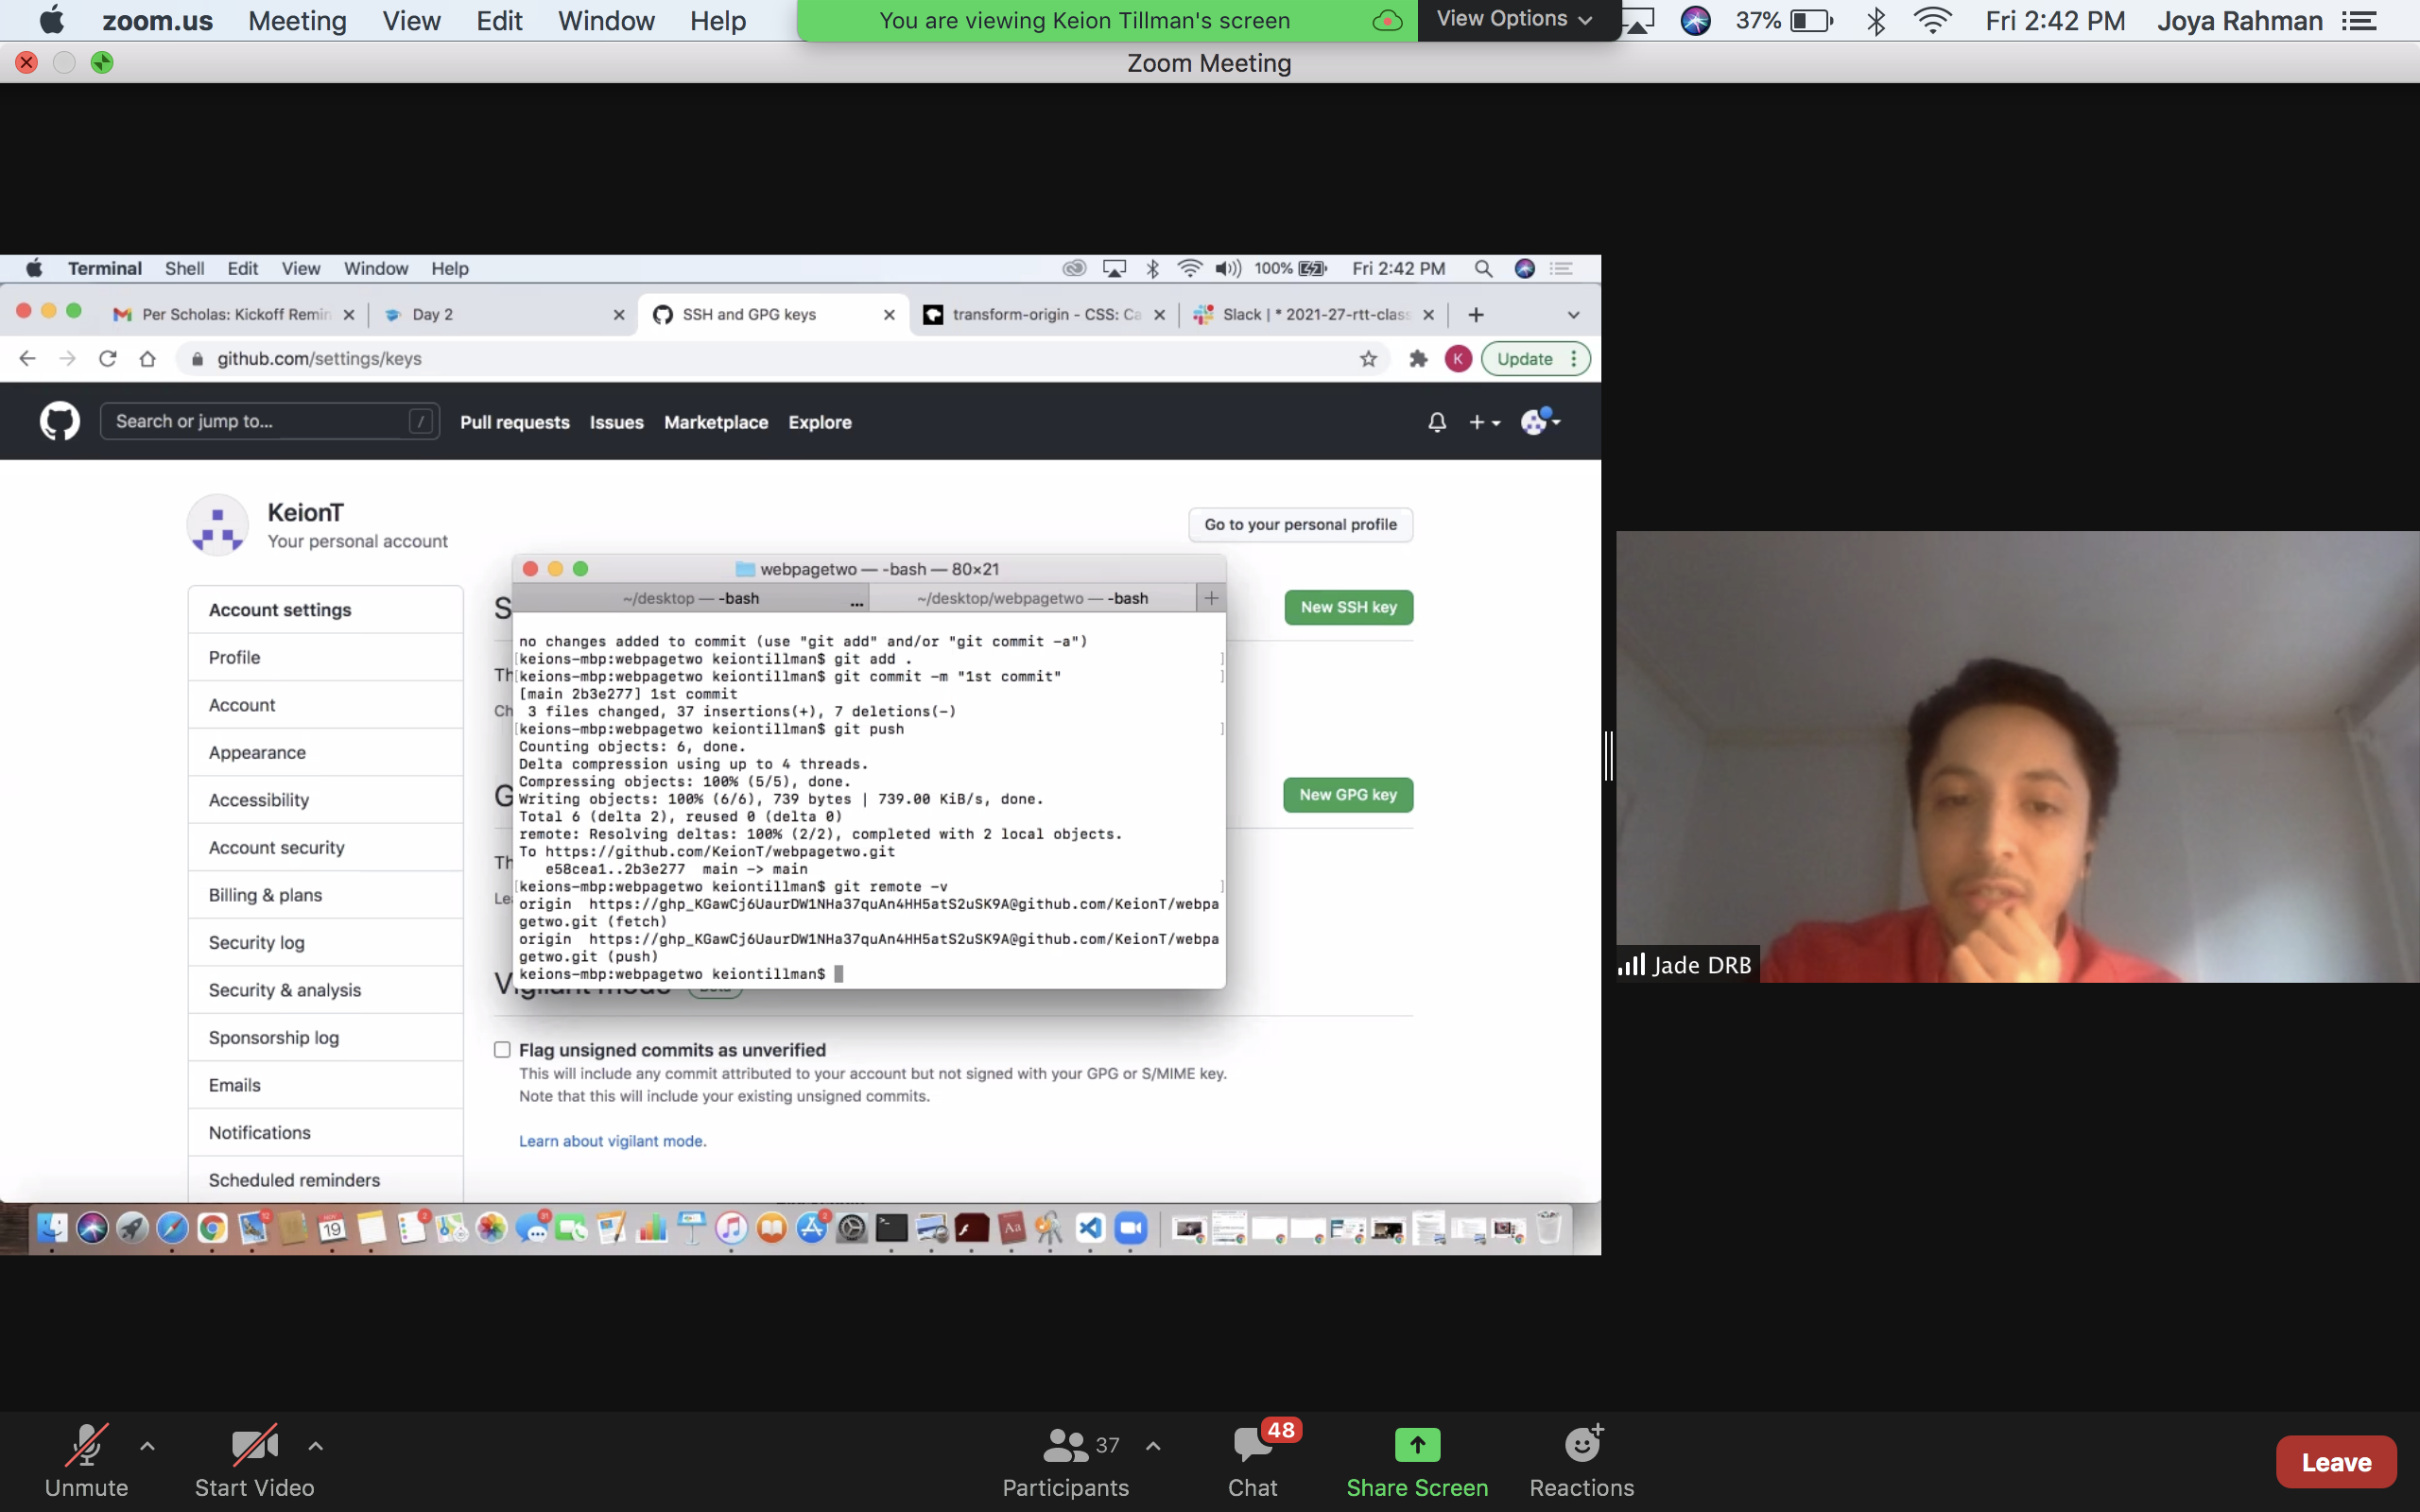 zoom.us Meeting View Edit Window Help
You are viewing Keion Tillman's screen
View Options
37%
Fri 2:42 PM
Joya Rahman
Zoom Meeting
Terminal Shell Edit View Window Help
100%
Fri 2:42 PM
Per Scholas: Kickoff Remin
Day 2
SSH and GPG keys
transform-origin - CSS: Ca
Slack | * 2021-27-rtt-class
github.com/settings/keys
K
Update
Search or jump to...
/
Pull requests Issues Marketplace Explore
KeionT
Your personal account
Go to your personal profile
Account settings
Profile
Account
Appearance
Accessibility
Account security
Billing & plans
Security log
Security & analysis
Sponsorship log
Emails
Notifications
Scheduled reminders
New SSH key
New GPG key
webpagetwo — -bash — 80×21
~/desktop — -bash
...
~/desktop/webpagetwo — -bash
no changes added to commit (use "git add" and/or "git commit -a")
[keions-mbp:webpagetwo keiontillman$ git add . ]
[keions-mbp:webpagetwo keiontillman$ git commit -m "1st commit" ]
[main 2b3e277] 1st commit
3 files changed, 37 insertions(+), 7 deletions(-)
[keions-mbp:webpagetwo keiontillman$ git push ]
Counting objects: 6, done.
Delta compression using up to 4 threads.
Compressing objects: 100% (5/5), done.
Writing objects: 100% (6/6), 739 bytes | 739.00 KiB/s, done.
Total 6 (delta 2), reused 0 (delta 0)
remote: Resolving deltas: 100% (2/2), completed with 2 local objects.
To https://github.com/KeionT/webpagetwo.git
e58cea1..2b3e277 main -> main
[keions-mbp:webpagetwo keiontillman$ git remote -v ]
origin https://[access token redacted]@github.com/KeionT/webpa
getwo.git (fetch)
origin https://[access token redacted]@github.com/KeionT/webpa
getwo.git (push)
keions-mbp:webpagetwo keiontillman$
Flag unsigned commits as unverified
This will include any commit attributed to your account but not signed with your GPG or S/MIME key.
Note that this will include your existing unsigned commits.
Learn about vigilant mode.
19
Jade DRB
Unmute
Start Video
37
Participants
48
Chat
Share Screen
Reactions
Leave